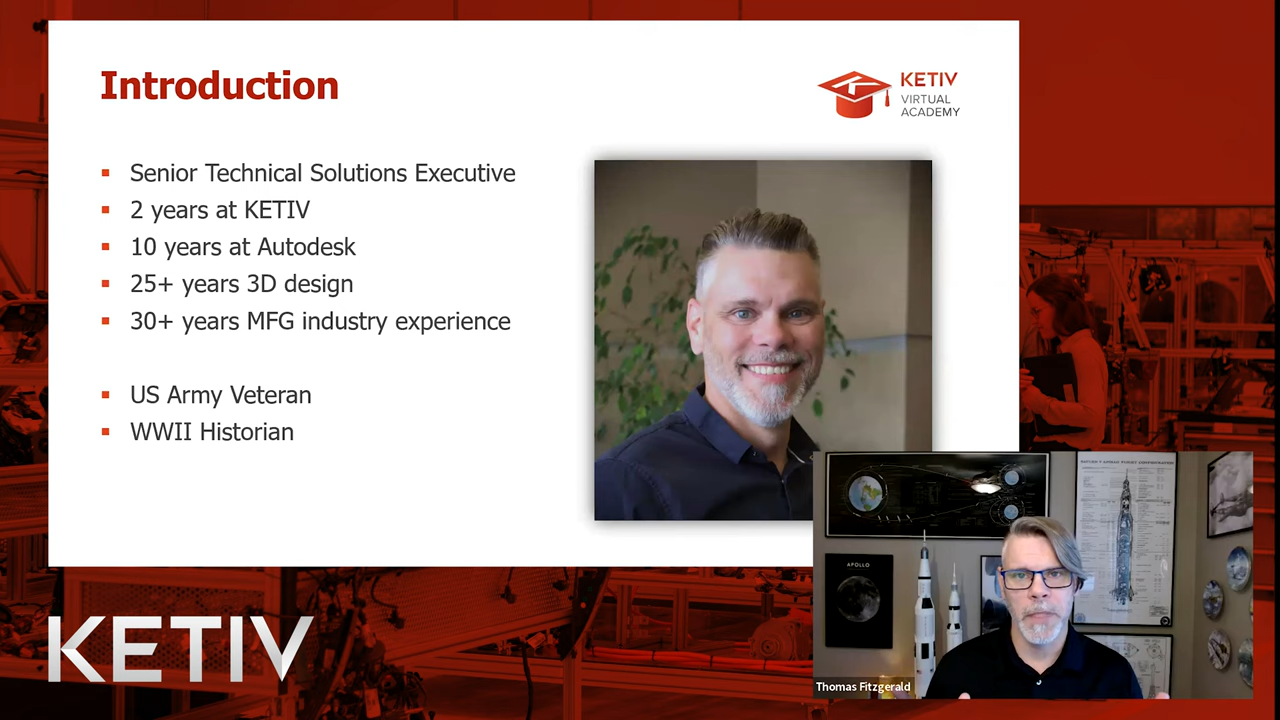 Introduction
KETIV
VIRTUAL
ACADEMY
Senior Technical Solutions Executive
2 years at KETIV
10 years at Autodesk
25+ years 3D design
30+ years MFG industry experience
US Army Veteran
WWII Historian
APOLLO
KETIV
Thomas Fitzgerald